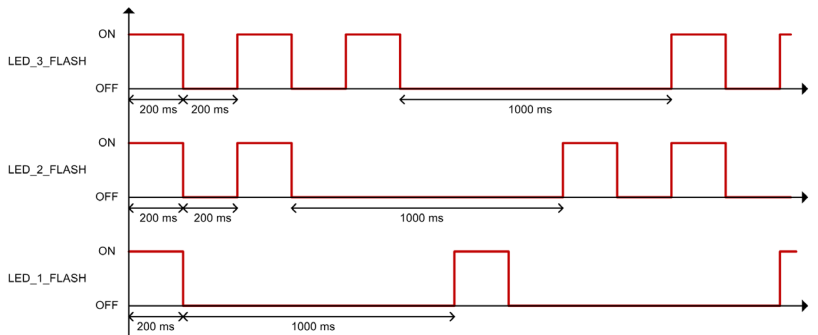 ON
LED_3_FLASH
OFF
200 ms 200 ms 1000 ms
ON
LED_2_FLASH
OFF
200 ms 200 ms 1000 ms
ON
LED_1_FLASH
OFF
200 ms 1000 ms